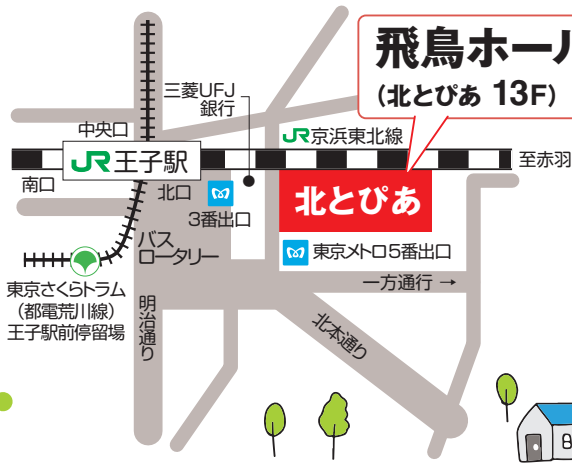 飛鳥ホール
(北とぴあ 13F)
三菱UFJ
銀行
中央口
JR京浜東北線
JR王子駅
至赤羽
南口
北口
3番出口
北とぴあ
バス
ロータリー
東京メトロ5番出口
一方通行 →
東京さくらトラム
(都電荒川線)
王子駅前停留場
明治通り
北本通り